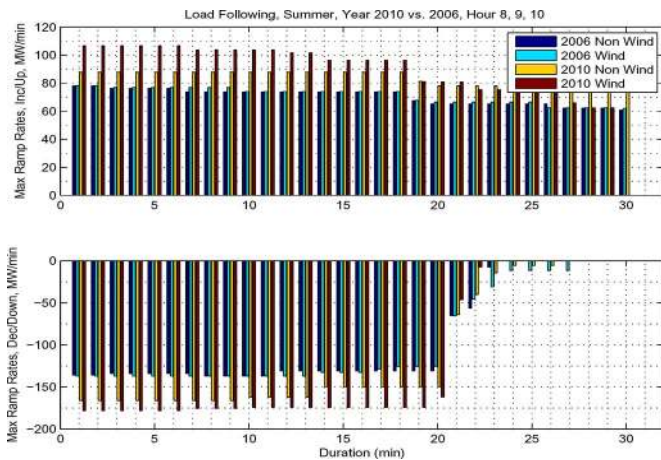 Load Following, Summer, Year 2010 vs. 2006, Hour 8, 9, 10
Max Ramp Rates, Inc/Up, MW/min
120
100
80
60
40
20
0
2006 Non Wind
2006 Wind
2010 Non Wind
2010 Wind
0 5 10 15 20 25 30
Max Ramp Rates, Dec/Down, MW/min
0
−50
−100
−150
−200
0 5 10 15 20 25 30
Duration (min)